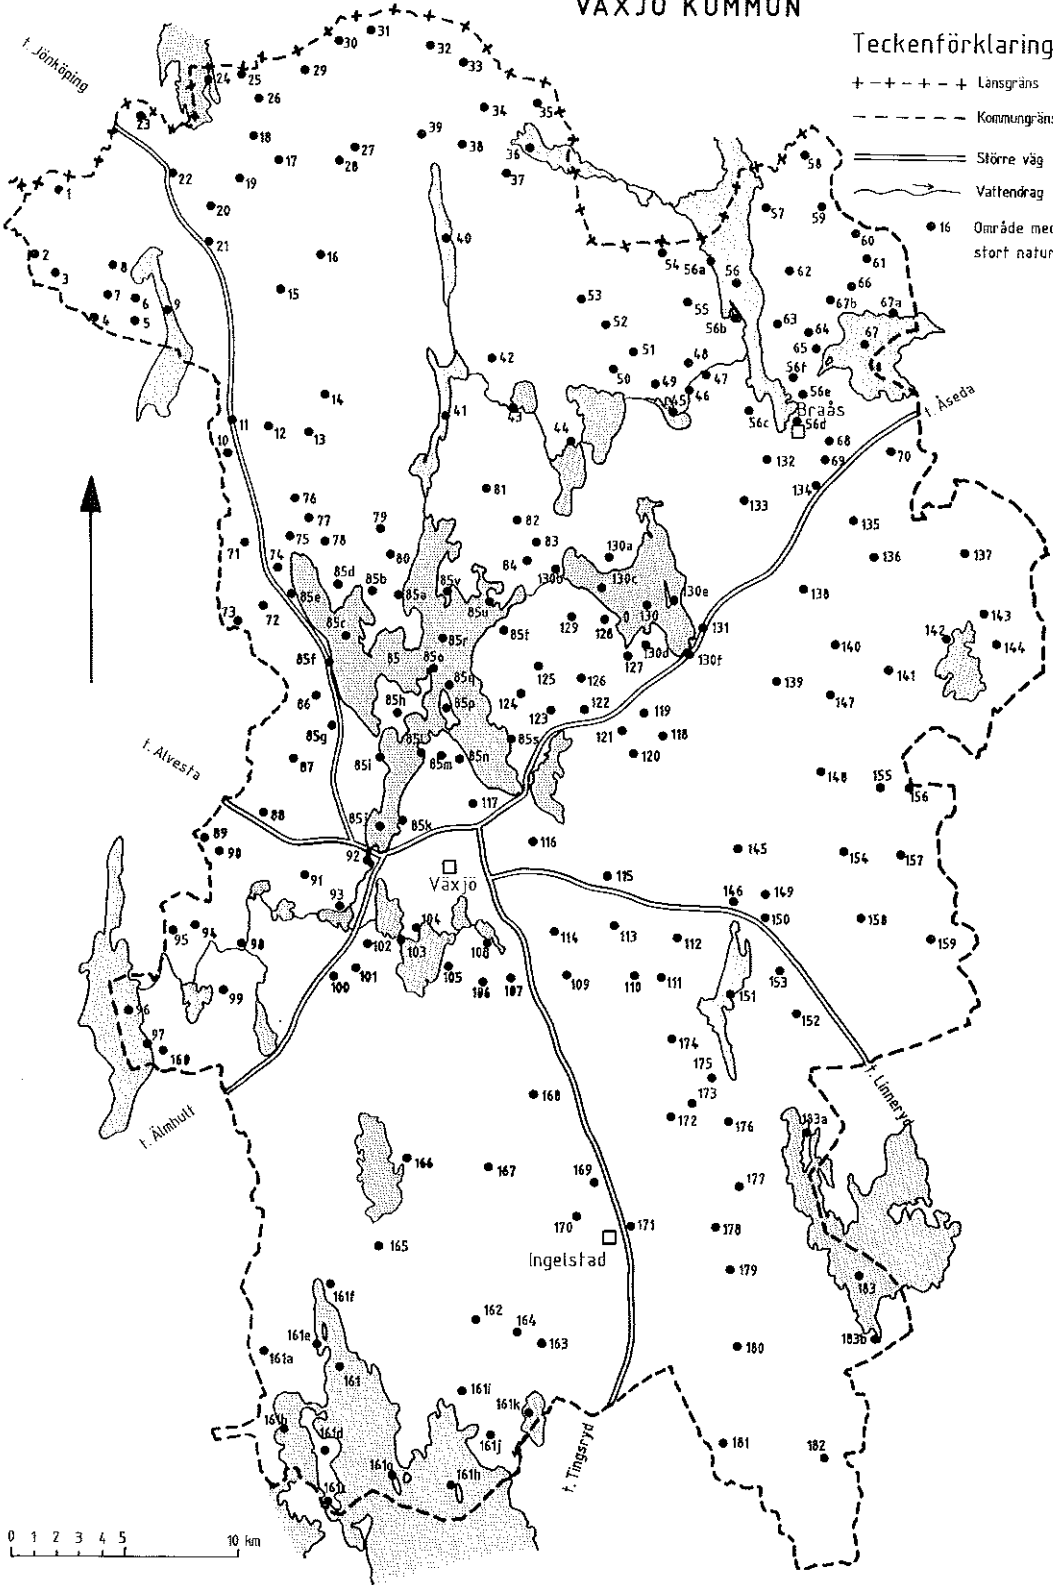 VÄXJÖ KOMMUN
Teckenförklaring
Länsgräns
Kommungräns
Större väg
Vattendrag
16 Område med
stort natur
t. Jönköping
t. Åseda
t. Alvesta
t. Älmhult
t. Tingsryd
t. Linneryd
Braås
Växjö
Ingelstad
31
30
32
33
29
24 25
26
34
35
23
18
39
38
36
27
28
17
37
58
22
19
1
20
57
59
21
40
60
2
16
54
61
3
8
56a
56
62
66
7
6
15
53
55
67b
67a
9
4
5
52
56b
63
64
67
51
65
42
48
50
49
47
56f
14
46
56e
41
43
45
56c
56d
11
12
13
44
68
10
132
69
70
81
134
76
133
77
82
135
79
75
78
83
71
80
84
130a
136
137
74
130b
85d
85b
85v
130c
138
85e
85a
85u
130e
72
130
143
73
129
128
85c
85t
131
142
85r
127
130d
140
144
85f
85
85o
130f
125
141
85q
126
139
86
124
147
85h
85p
123
122
119
85g
121
118
85s
120
87
85i
85l
85m
85n
148
155
156
117
88
85j
85k
89
116
90
92
145
154
157
91
115
149
93
146
95
94
104
113
150
158
98
102
103
108
114
112
159
100
101
105
106
107
109
110
111
153
99
151
96
152
97
160
174
175
168
173
172
176
183a
166
167
169
177
170
171
178
165
179
183
161f
162
164
161e
163
180
183b
161a
161
161i
161k
161b
161d
161j
181
182
161g
161h
0 1 2 3 4 5 10 km